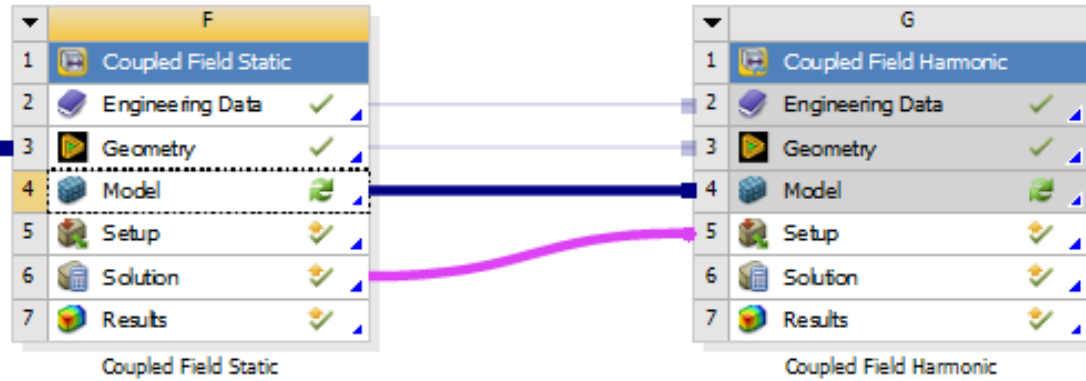 F
1 Coupled Field Static
2 Engineering Data
3 Geometry
4 Model
5 Setup
6 Solution
7 Results
Coupled Field Static
G
1 Coupled Field Harmonic
2 Engineering Data
3 Geometry
4 Model
5 Setup
6 Solution
7 Results
Coupled Field Harmonic